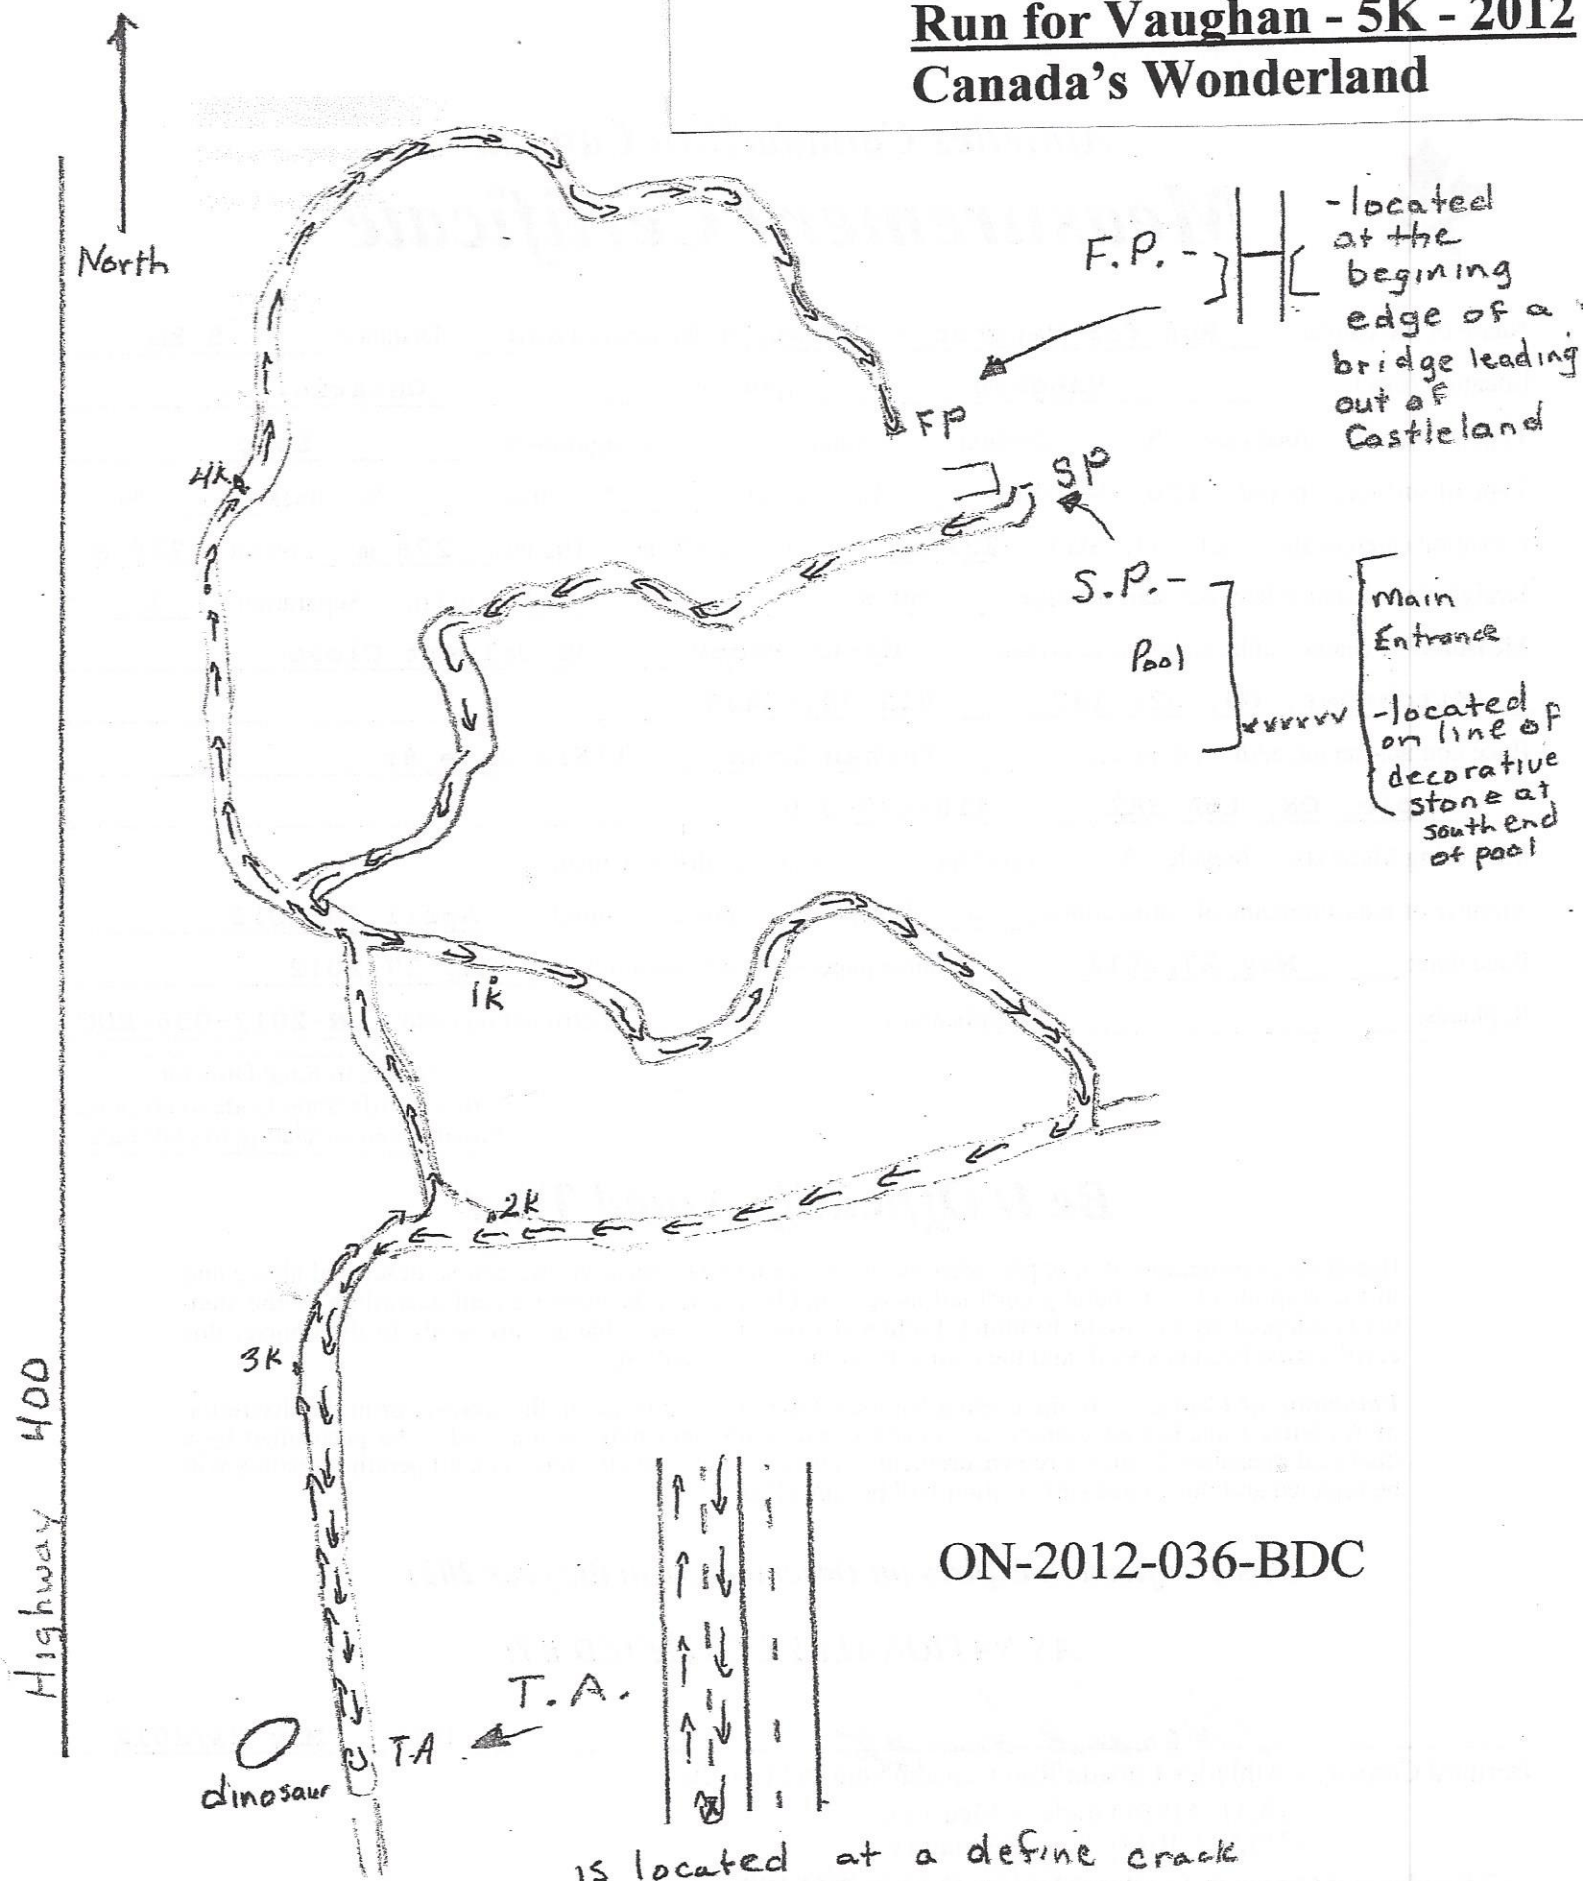 Run for Vaughan - 5K - 2012
Canada's Wonderland
North
F.P. -
-located
at the
begining
edge of a
bridge leading
out of
Castleland
FP
SP
4K
S.P. -
Pool
Main
Entrance
-located
on line of
decorative
stone at
south end
of pool
1K
2K
3K
Highway 400
ON-2012-036-BDC
T.A.
TA
dinosaur
is located at a define crack